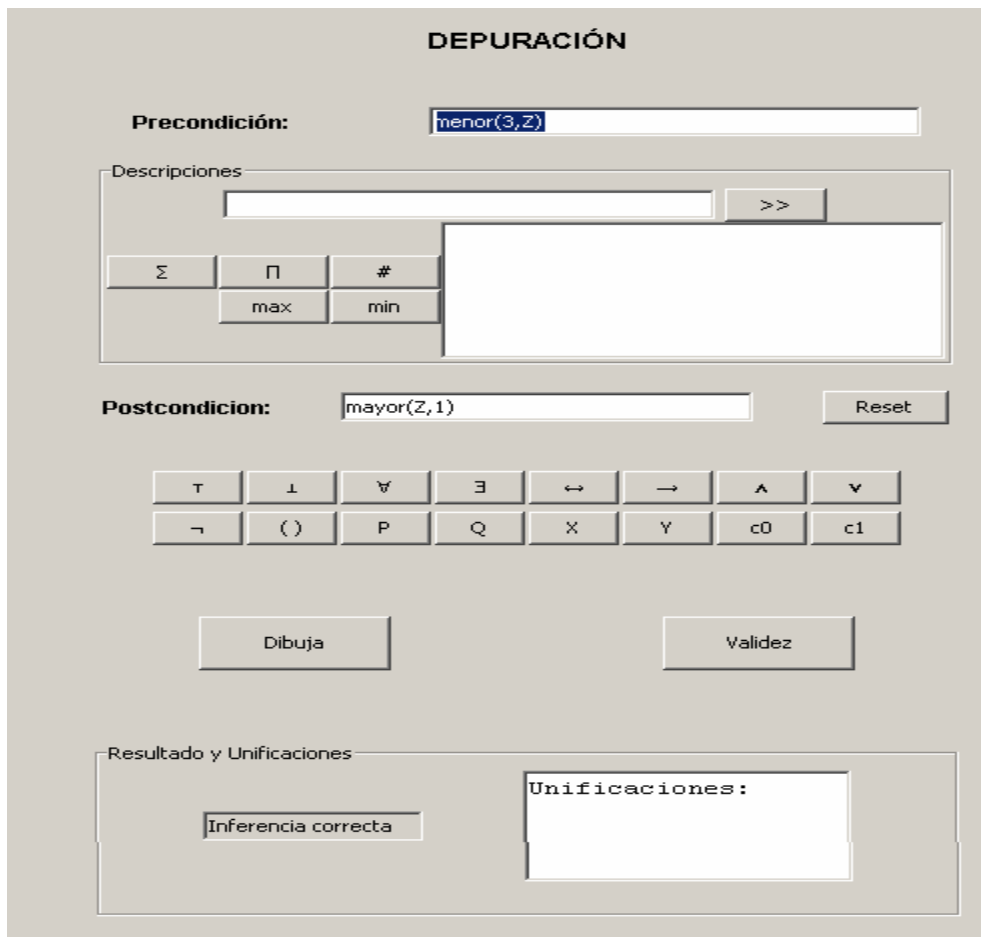 DEPURACIÓN
Precondición: menor(3,Z)
Descripciones
>>
Σ Π #
max min
Postcondicion: mayor(Z,1) Reset
⊤ ⊥ ∀ ∃ ↔ → ∧ ∨
¬ () P Q X Y c0 c1
Dibuja Validez
Resultado y Unificaciones
Unificaciones:
Inferencia correcta